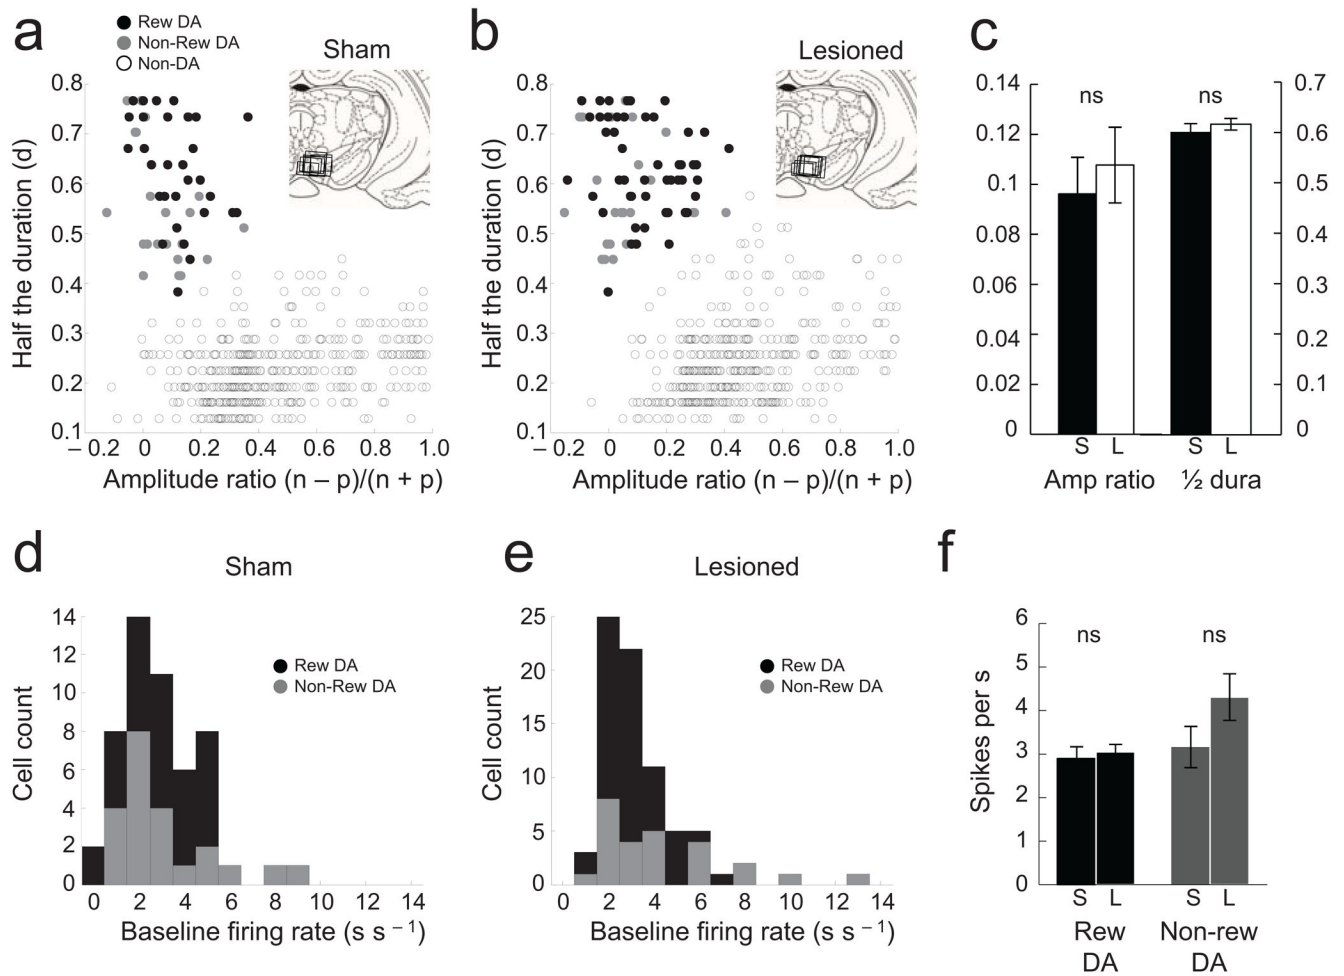 a
Rew DA
Non-Rew DA
Non-DA
Sham
Half the duration (d)
0.8
0.7
0.6
0.5
0.4
0.3
0.2
0.1
– 0.2
0
0.2
0.4
0.6
0.8
1.0
Amplitude ratio (n – p)/(n + p)
b
Lesioned
Half the duration (d)
0.8
0.7
0.6
0.5
0.4
0.3
0.2
0.1
– 0.2
0
0.2
0.4
0.6
0.8
1.0
Amplitude ratio (n – p)/(n + p)
c
0.14
0.12
0.1
0.08
0.06
0.04
0.02
0
ns
ns
0.7
0.6
0.5
0.4
0.3
0.2
0.1
0
S L S L
Amp ratio ½ dura
d
Sham
Cell count
14
12
10
8
6
4
2
0
Rew DA
Non-Rew DA
0 2 4 6 8 10 12 14
Baseline firing rate (s s – 1)
e
Lesioned
Cell count
25
20
15
10
5
0
Rew DA
Non-Rew DA
0 2 4 6 8 10 12 14
Baseline firing rate (s s – 1)
f
Spikes per s
6
5
4
3
2
1
0
ns
ns
S L S L
Rew Non-rew
DA DA